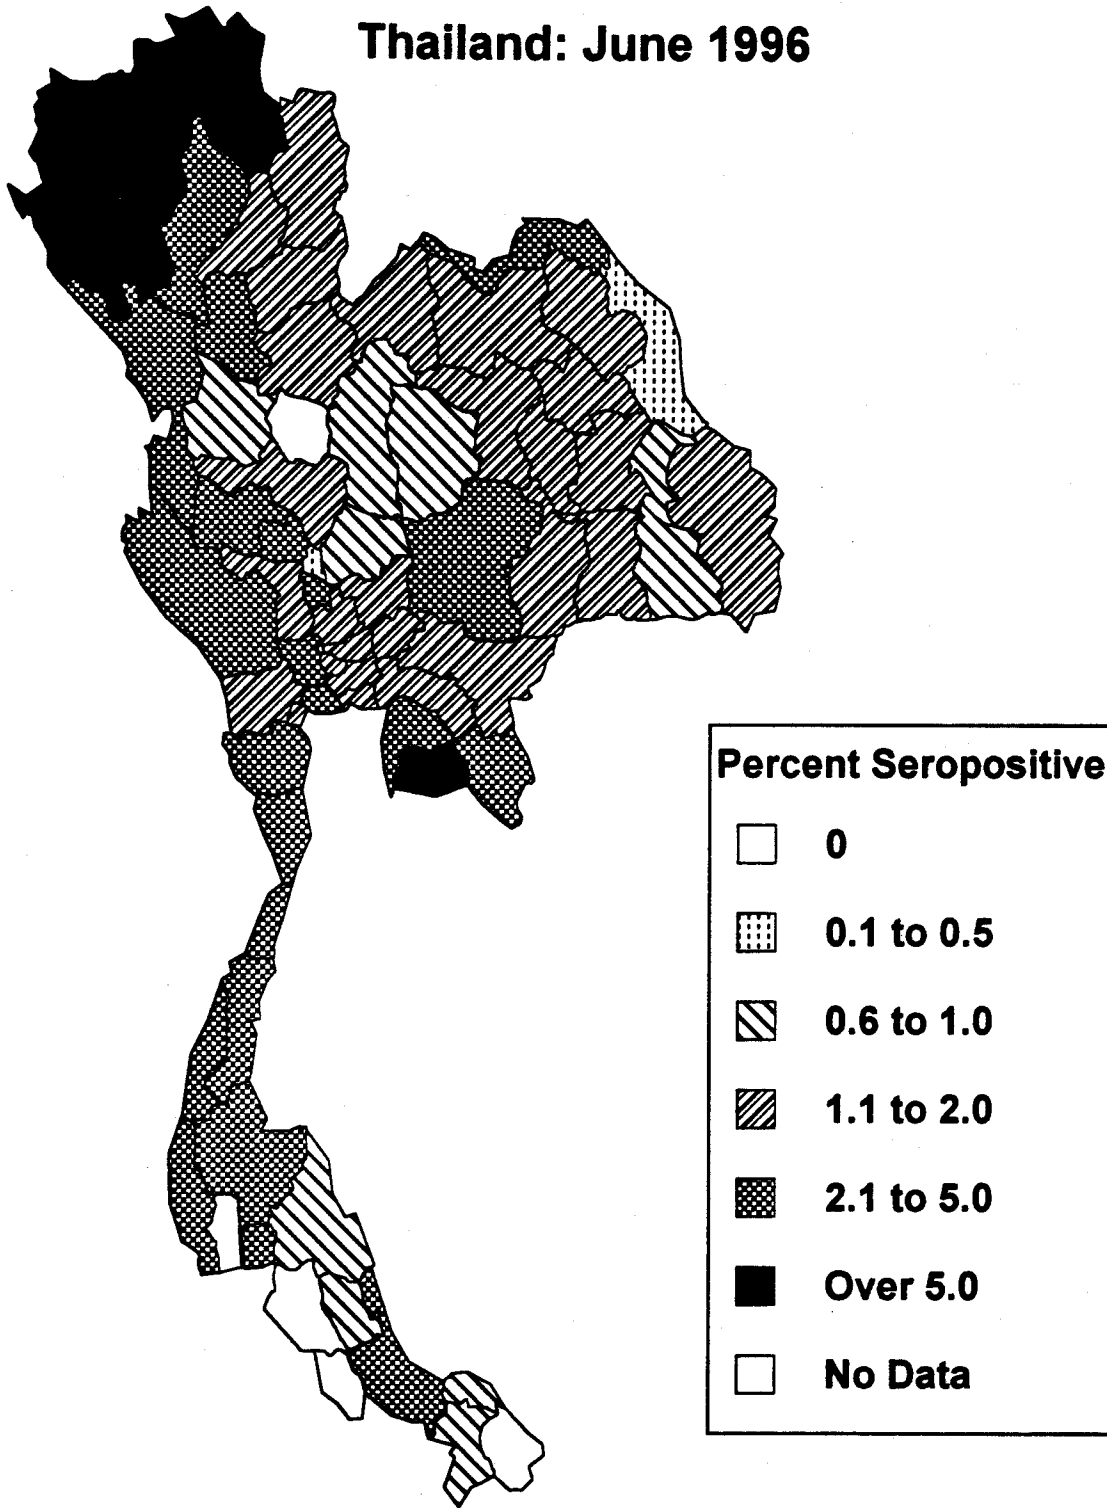 Thailand: June 1996
Percent Seropositive
0
0.1 to 0.5
0.6 to 1.0
1.1 to 2.0
2.1 to 5.0
Over 5.0
No Data